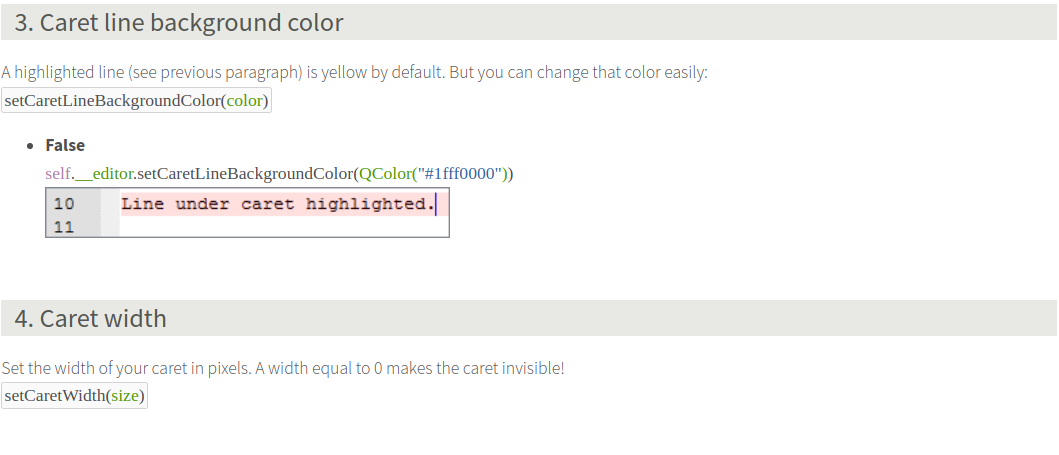 3. Caret line background color
A highlighted line (see previous paragraph) is yellow by default. But you can change that color easily:
setCaretLineBackgroundColor(color)
• False
self.__editor.setCaretLineBackgroundColor(QColor("#1fff0000"))
10 Line under caret highlighted.
11
4. Caret width
Set the width of your caret in pixels. A width equal to 0 makes the caret invisible!
setCaretWidth(size)